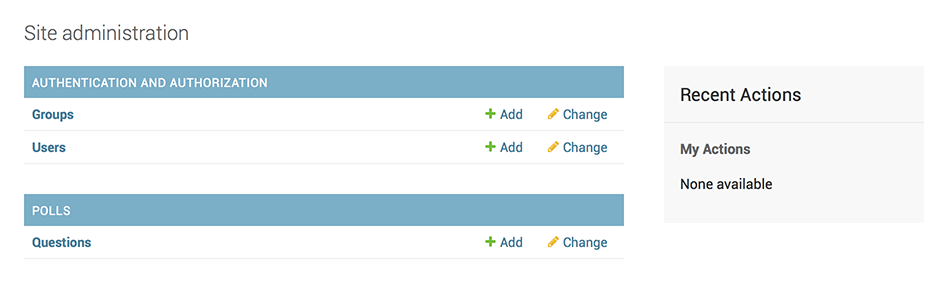 Site administration
AUTHENTICATION AND AUTHORIZATION
Groups Add Change
Users Add Change
POLLS
Questions Add Change
Recent Actions
My Actions
None available